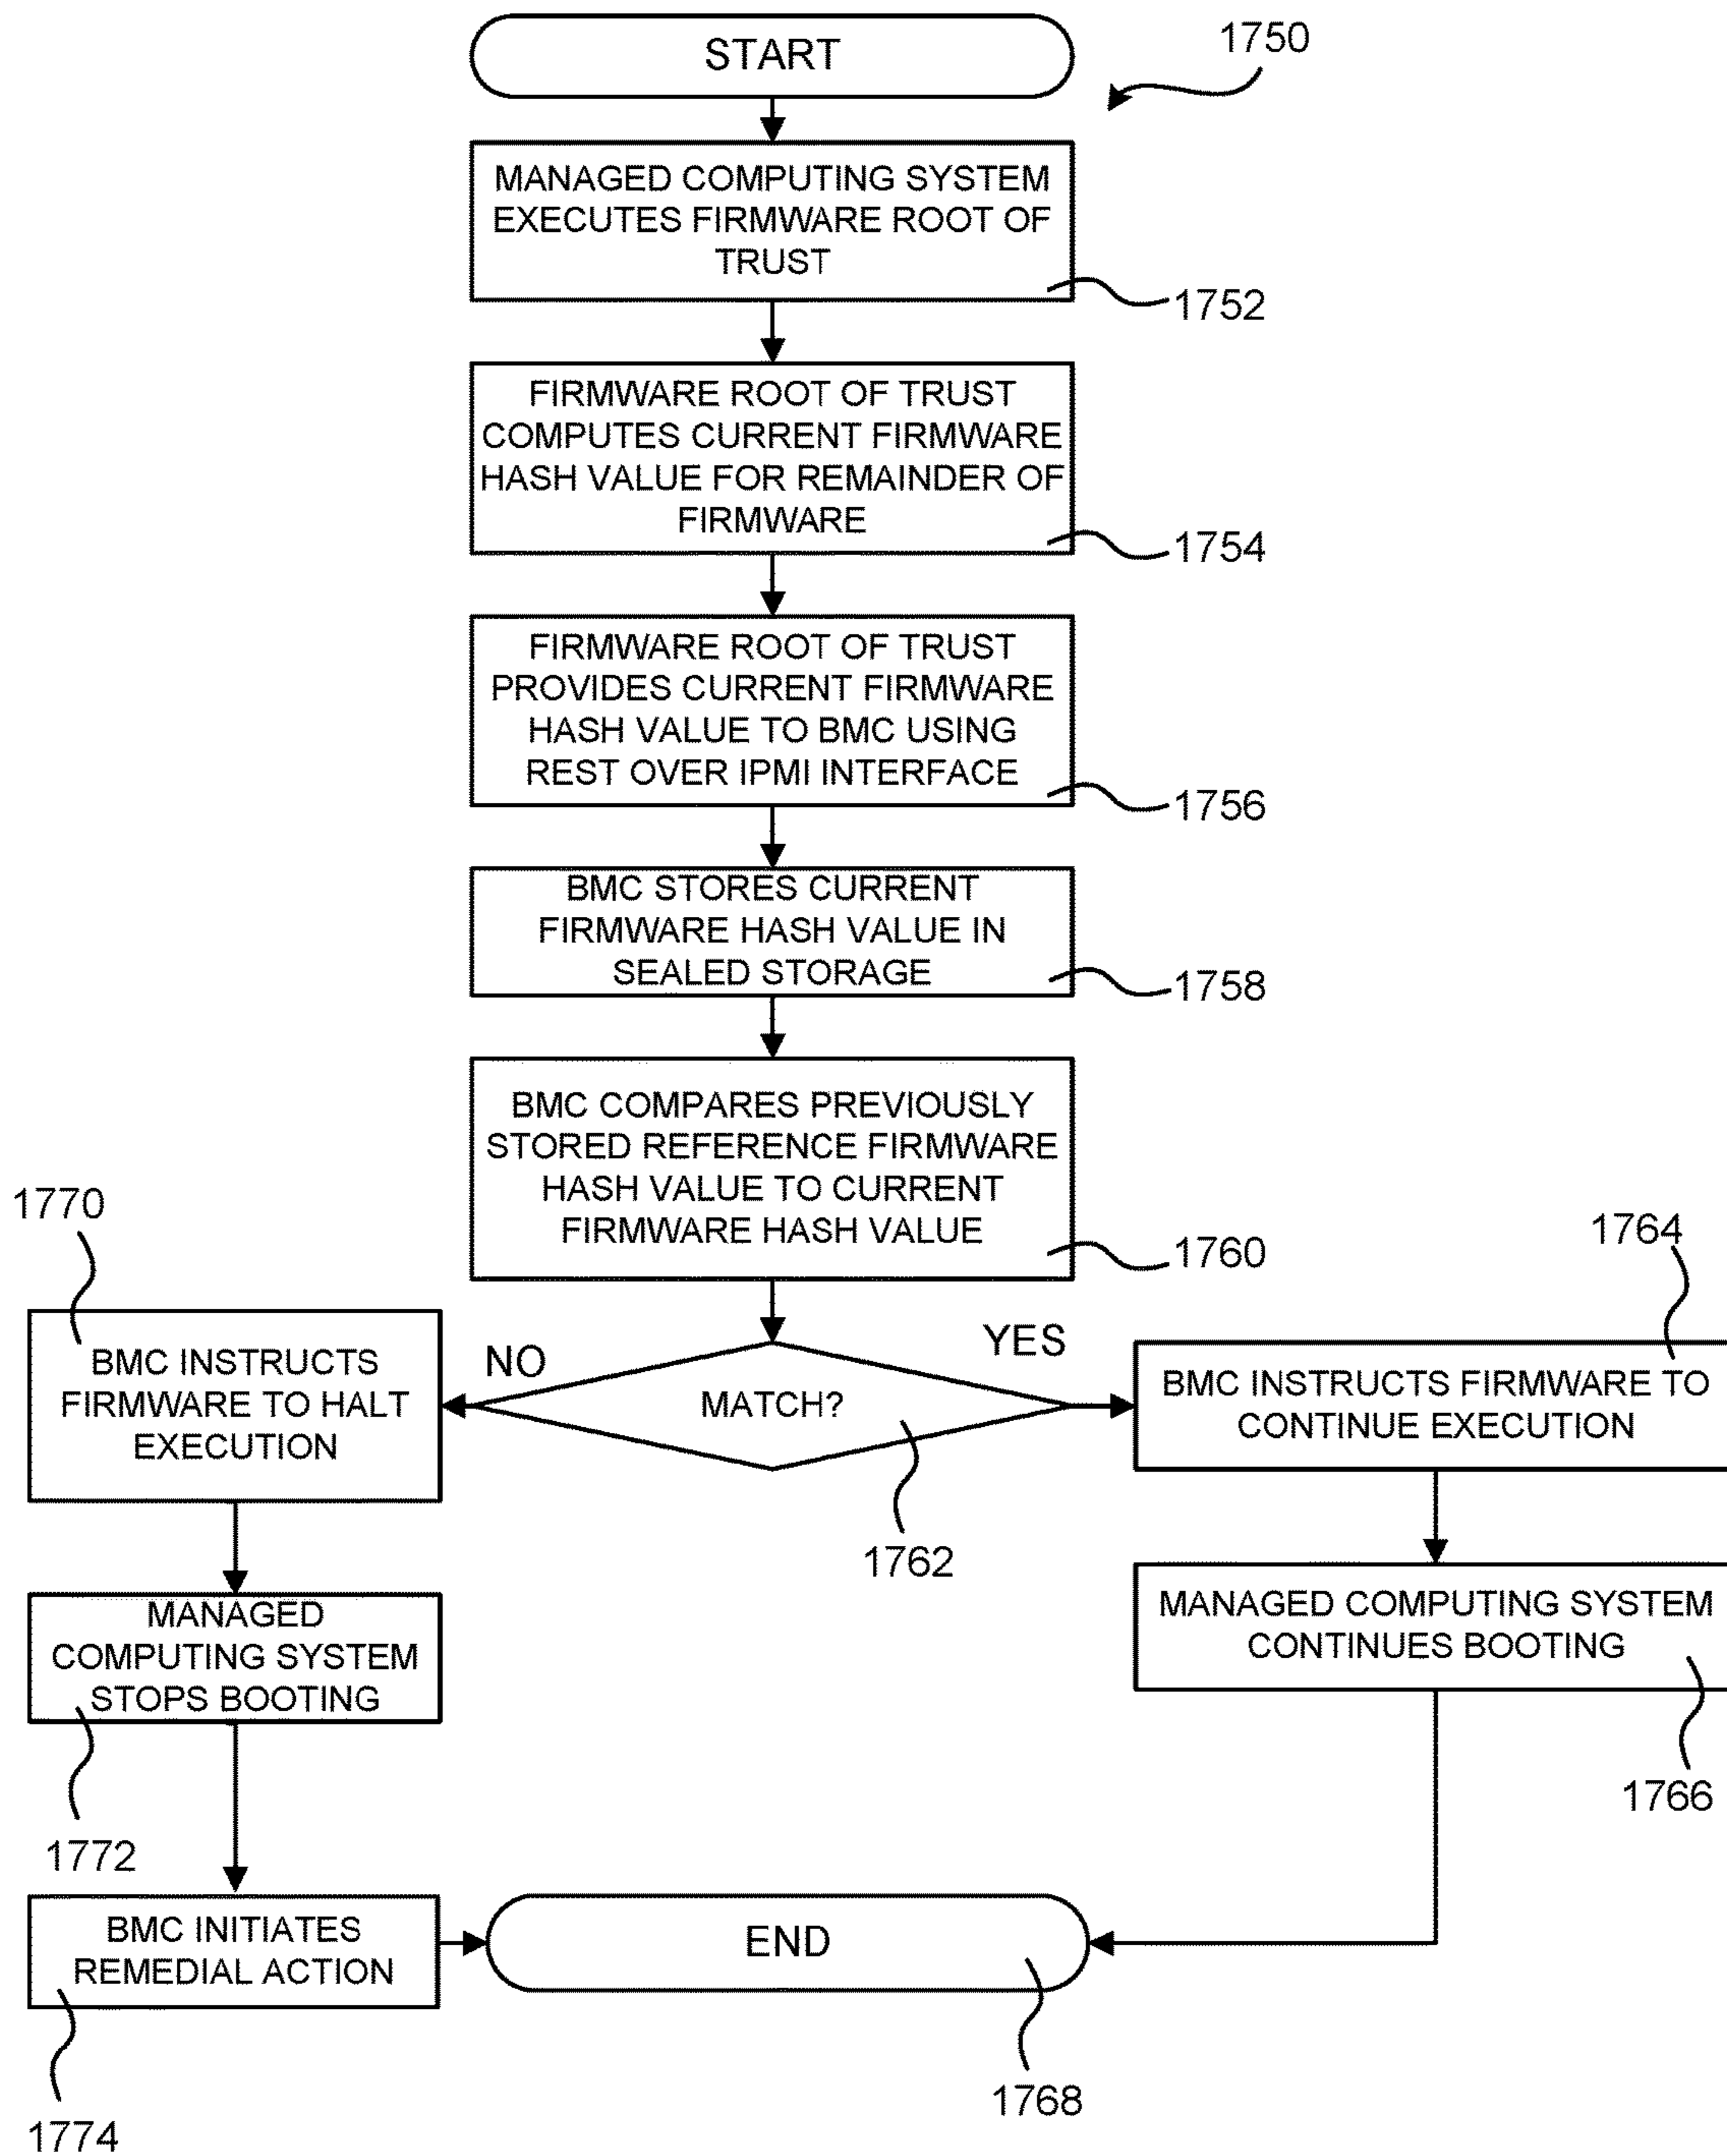 START
1750
MANAGED COMPUTING SYSTEM
EXECUTES FIRMWARE ROOT OF
TRUST
1752
FIRMWARE ROOT OF TRUST
COMPUTES CURRENT FIRMWARE
HASH VALUE FOR REMAINDER OF
FIRMWARE
1754
FIRMWARE ROOT OF TRUST
PROVIDES CURRENT FIRMWARE
HASH VALUE TO BMC USING
REST OVER IPMI INTERFACE
1756
BMC STORES CURRENT
FIRMWARE HASH VALUE IN
SEALED STORAGE
1758
BMC COMPARES PREVIOUSLY
STORED REFERENCE FIRMWARE
HASH VALUE TO CURRENT
FIRMWARE HASH VALUE
1760
MATCH?
1762
NO
YES
1770
BMC INSTRUCTS
FIRMWARE TO HALT
EXECUTION
1764
BMC INSTRUCTS FIRMWARE TO
CONTINUE EXECUTION
MANAGED
COMPUTING SYSTEM
STOPS BOOTING
1772
MANAGED COMPUTING SYSTEM
CONTINUES BOOTING
1766
BMC INITIATES
REMEDIAL ACTION
1774
END
1768